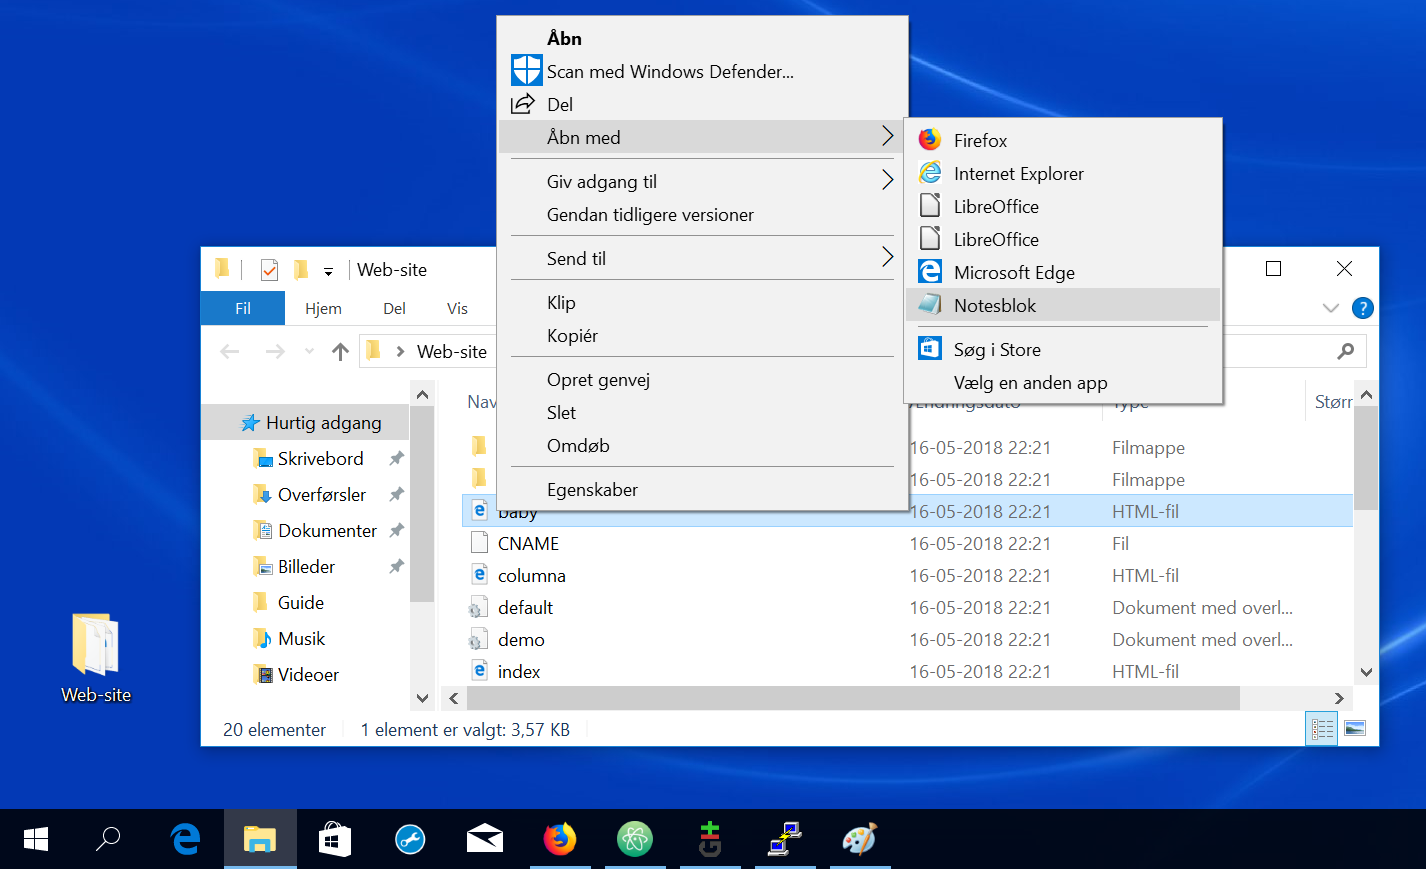 Åbn
Scan med Windows Defender...
Del
Åbn med
Giv adgang til
Gendan tidligere versioner
Send til
Klip
Kopiér
Opret genvej
Slet
Omdøb
Egenskaber
Firefox
Internet Explorer
LibreOffice
LibreOffice
Microsoft Edge
Notesblok
Søg i Store
Vælg en anden app
Web-site
Fil Hjem Del Vis
?
Web-site
Hurtig adgang
Skrivebord
Overførsler
Dokumenter
Billeder
Guide
Musik
Videoer
Nav Ændringsdato Type Større
16-05-2018 22:21 Filmappe
16-05-2018 22:21 Filmappe
baby 16-05-2018 22:21 HTML-fil
CNAME 16-05-2018 22:21 Fil
columna 16-05-2018 22:21 HTML-fil
default 16-05-2018 22:21 Dokument med overl...
demo 16-05-2018 22:21 Dokument med overl...
index 16-05-2018 22:21 HTML-fil
20 elementer 1 element er valgt: 3,57 KB
Web-site